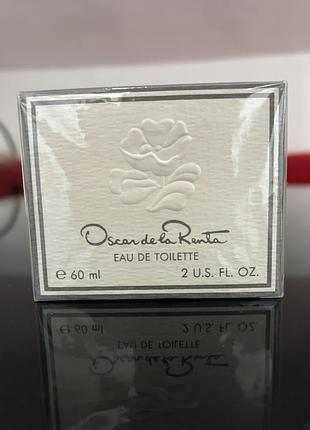 Oscar de la Renta
EAU DE TOILETTE
e 60 ml 2 U.S. FL. OZ.